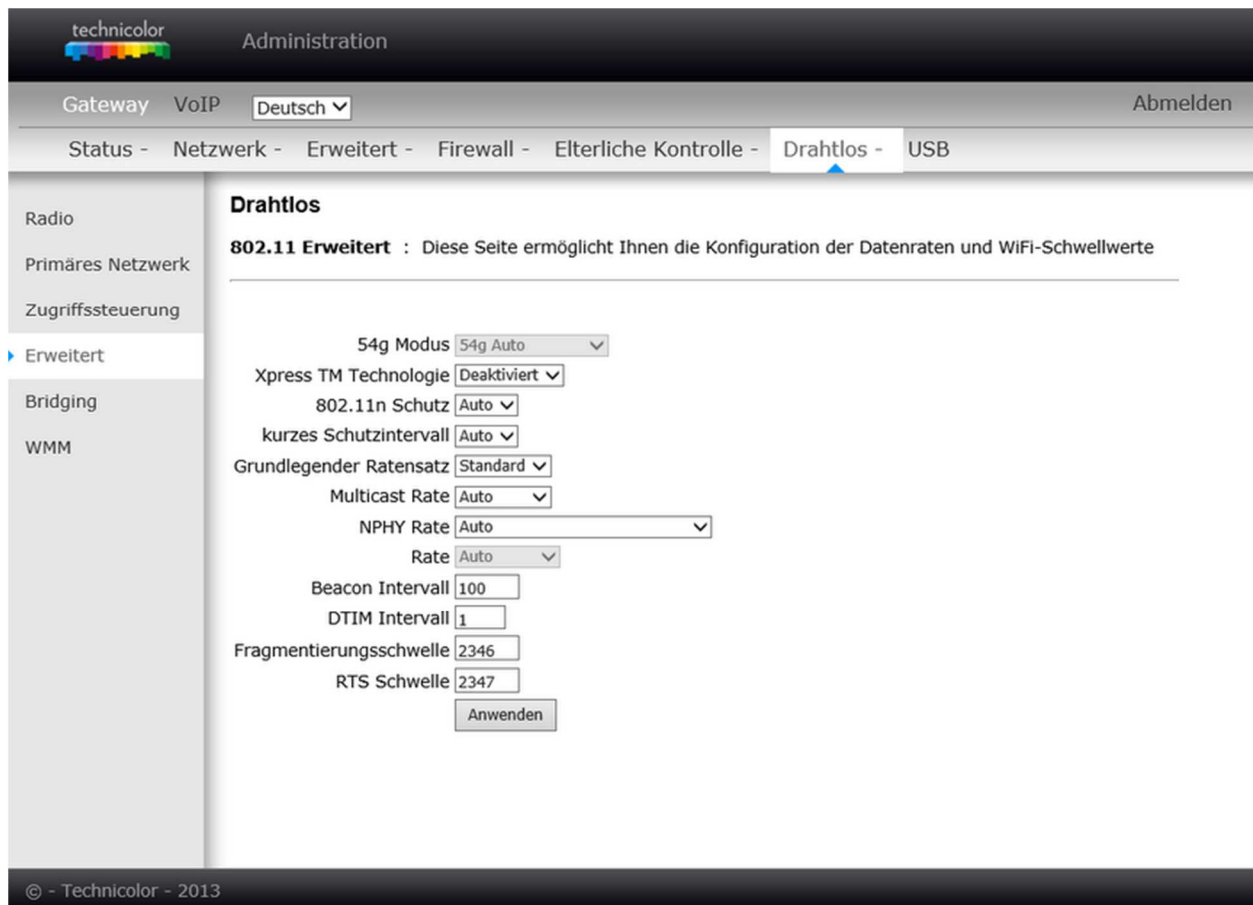 technicolor
Administration
Gateway VoIP Deutsch Abmelden
Status - Netzwerk - Erweitert - Firewall - Elterliche Kontrolle - Drahtlos - USB
Radio
Primäres Netzwerk
Zugriffssteuerung
Erweitert
Bridging
WMM
Drahtlos
802.11 Erweitert : Diese Seite ermöglicht Ihnen die Konfiguration der Datenraten und WiFi-Schwellwerte
54g Modus 54g Auto
Xpress TM Technologie Deaktiviert
802.11n Schutz Auto
kurzes Schutzintervall Auto
Grundlegender Ratensatz Standard
Multicast Rate Auto
NPHY Rate Auto
Rate Auto
Beacon Intervall 100
DTIM Intervall 1
Fragmentierungsschwelle 2346
RTS Schwelle 2347
Anwenden
© - Technicolor - 2013